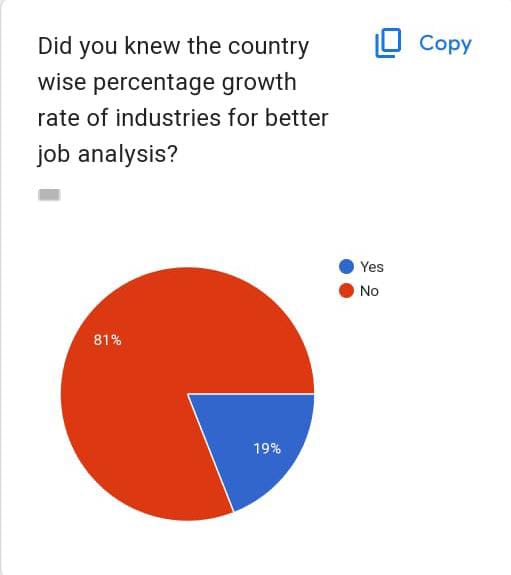 Did you knew the country
wise percentage growth
rate of industries for better
job analysis?
Copy
Yes
No
81%
19%